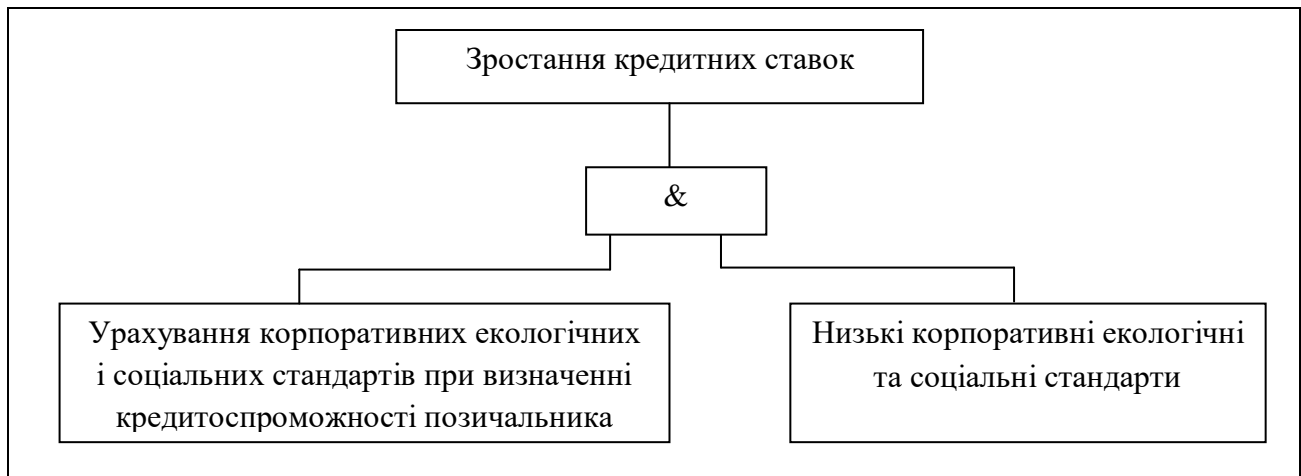 Зростання кредитних ставок
&
Урахування корпоративних екологічних
і соціальних стандартів при визначенні
кредитоспроможності позичальника
Низькі корпоративні екологічні
та соціальні стандарти